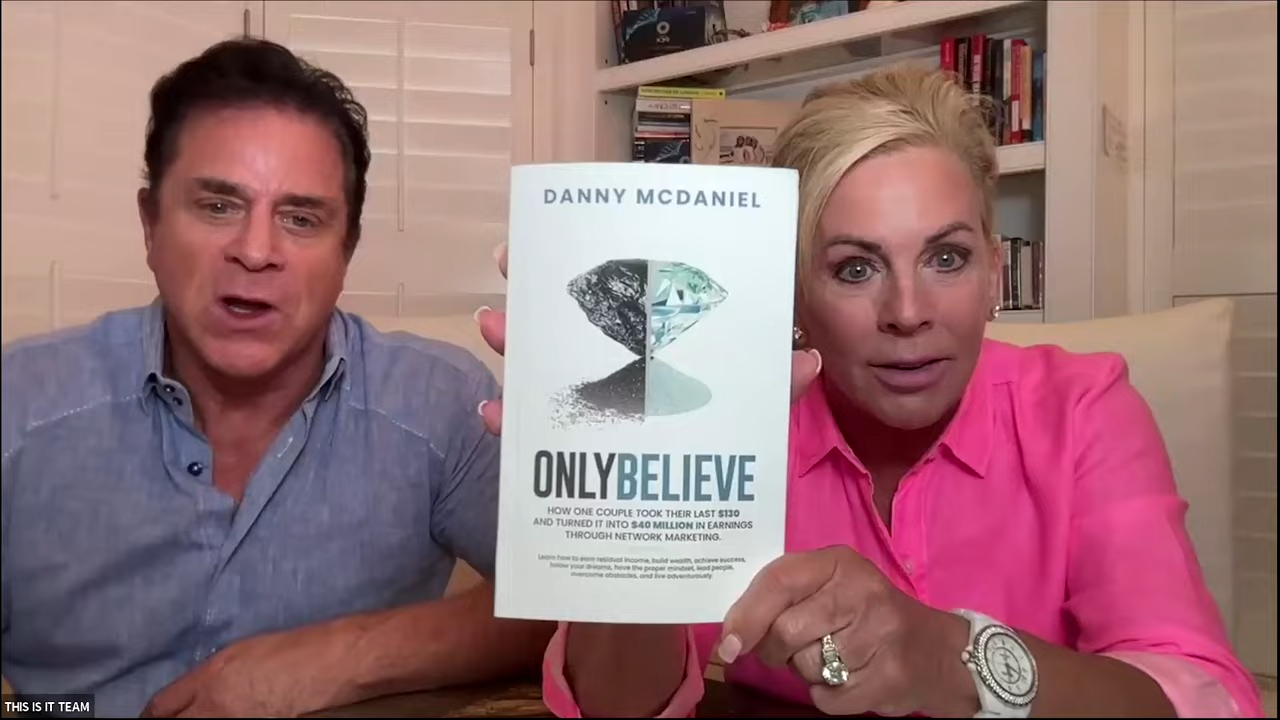 DANNY MCDANIEL
ONLYBELIEVE
HOW ONE COUPLE TOOK THEIR LAST $130
AND TURNED IT INTO $40 MILLION IN EARNINGS
THROUGH NETWORK MARKETING.
Learn how to earn residual income, build wealth, achieve success,
follow your dreams, have the proper mindset, lead people,
overcome obstacles, and live adventurously.
THIS IS IT TEAM